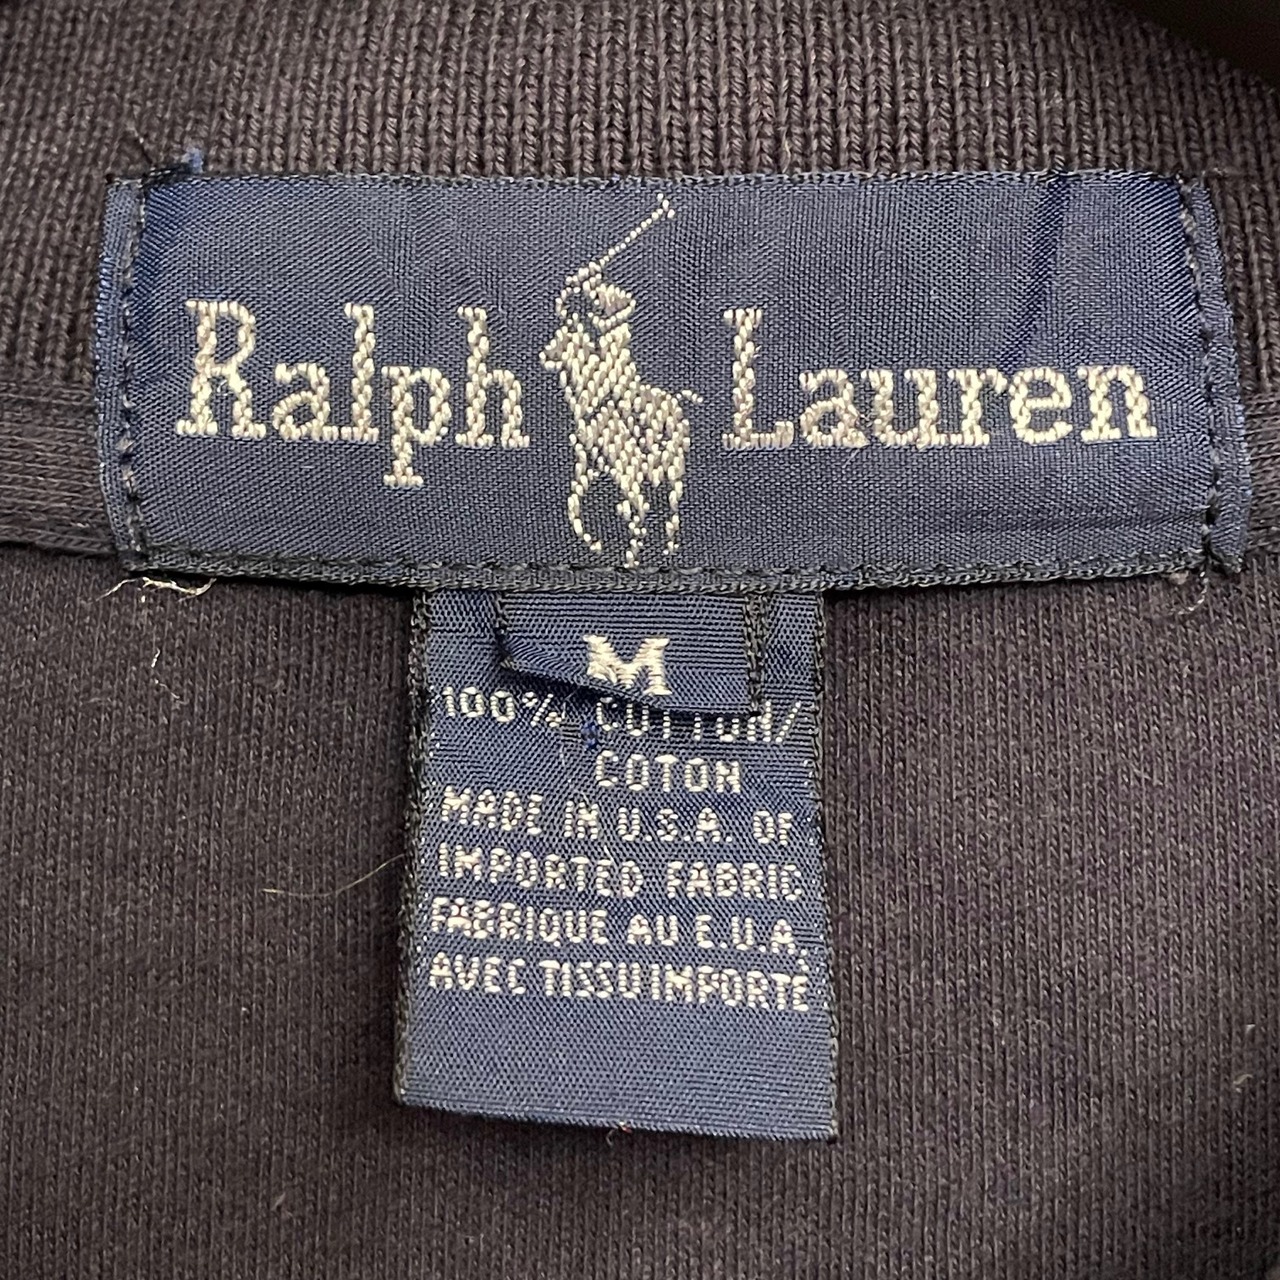 Ralph Lauren
M
100% COTTON/
COTON
MADE IN U.S.A. OF
IMPORTED FABRIC
FABRIQUE AU E.U.A.
AVEC TISSU IMPORTÉ